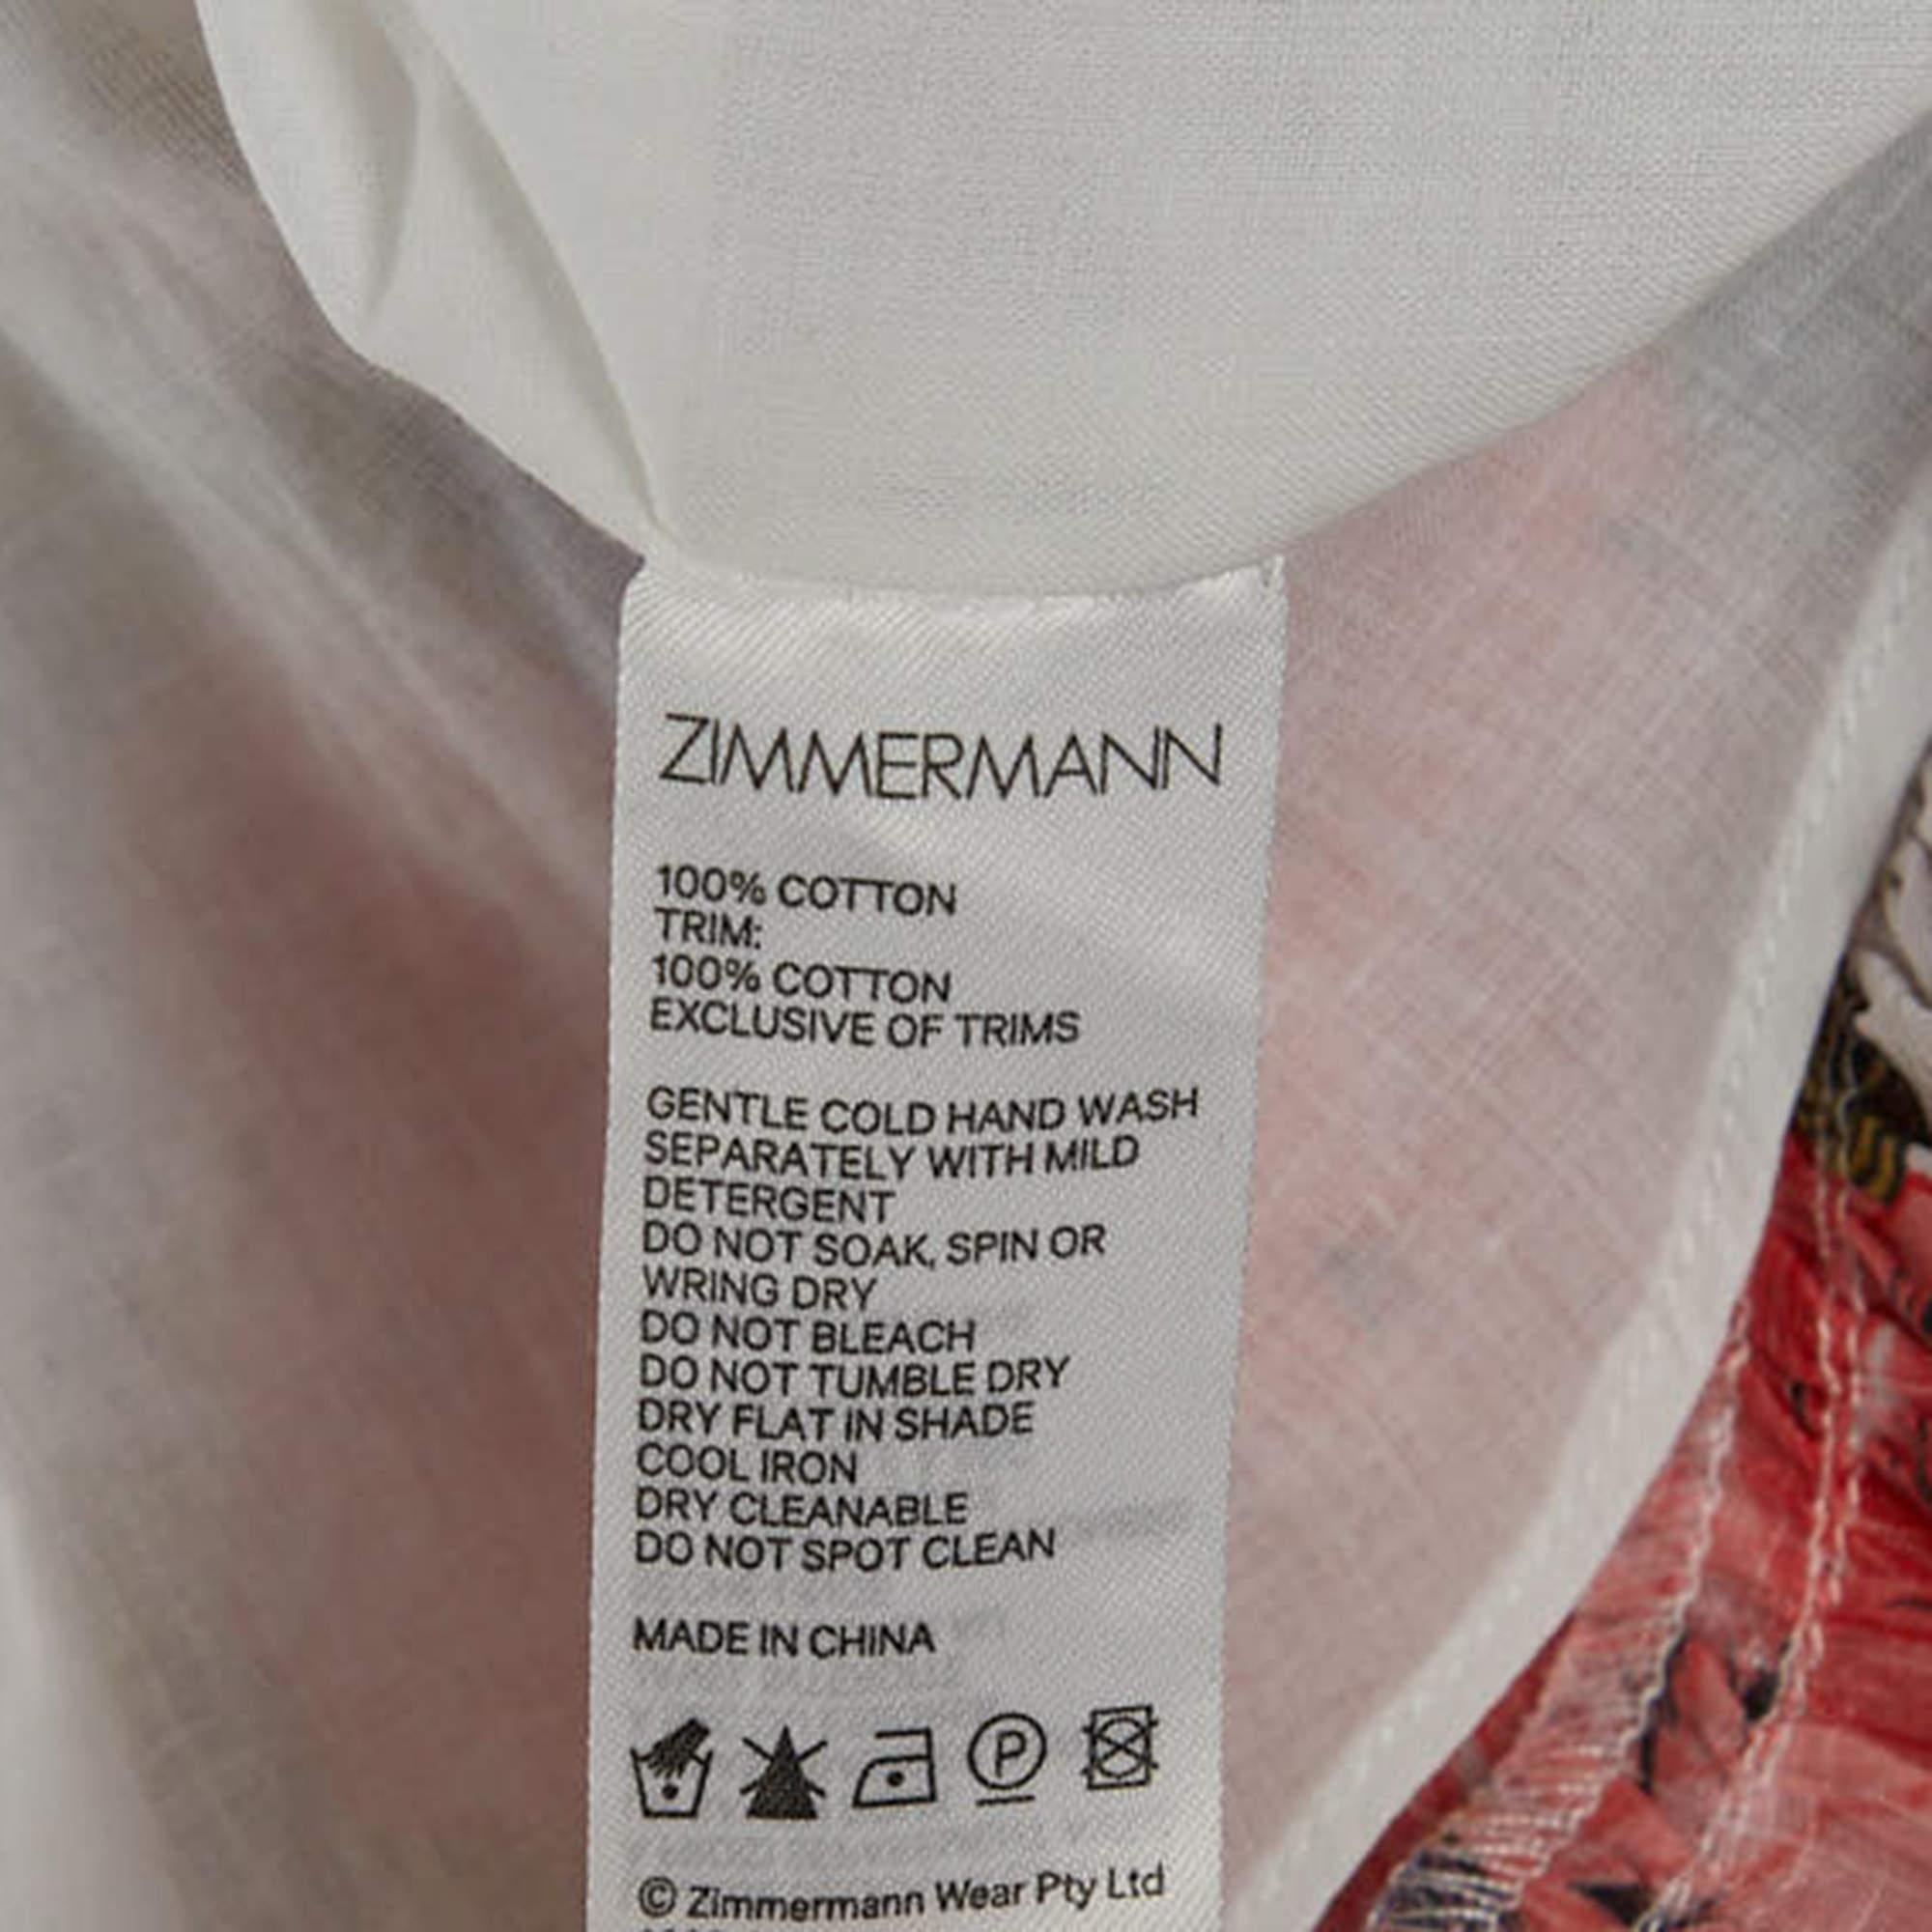 ZIMMERMANN
100% COTTON
TRIM:
100% COTTON
EXCLUSIVE OF TRIMS
GENTLE COLD HAND WASH
SEPARATELY WITH MILD
DETERGENT
DO NOT SOAK, SPIN OR
WRING DRY
DO NOT BLEACH
DO NOT TUMBLE DRY
DRY FLAT IN SHADE
COOL IRON
DRY CLEANABLE
DO NOT SPOT CLEAN
MADE IN CHINA
P
© Zimmermann Wear Pty Ltd